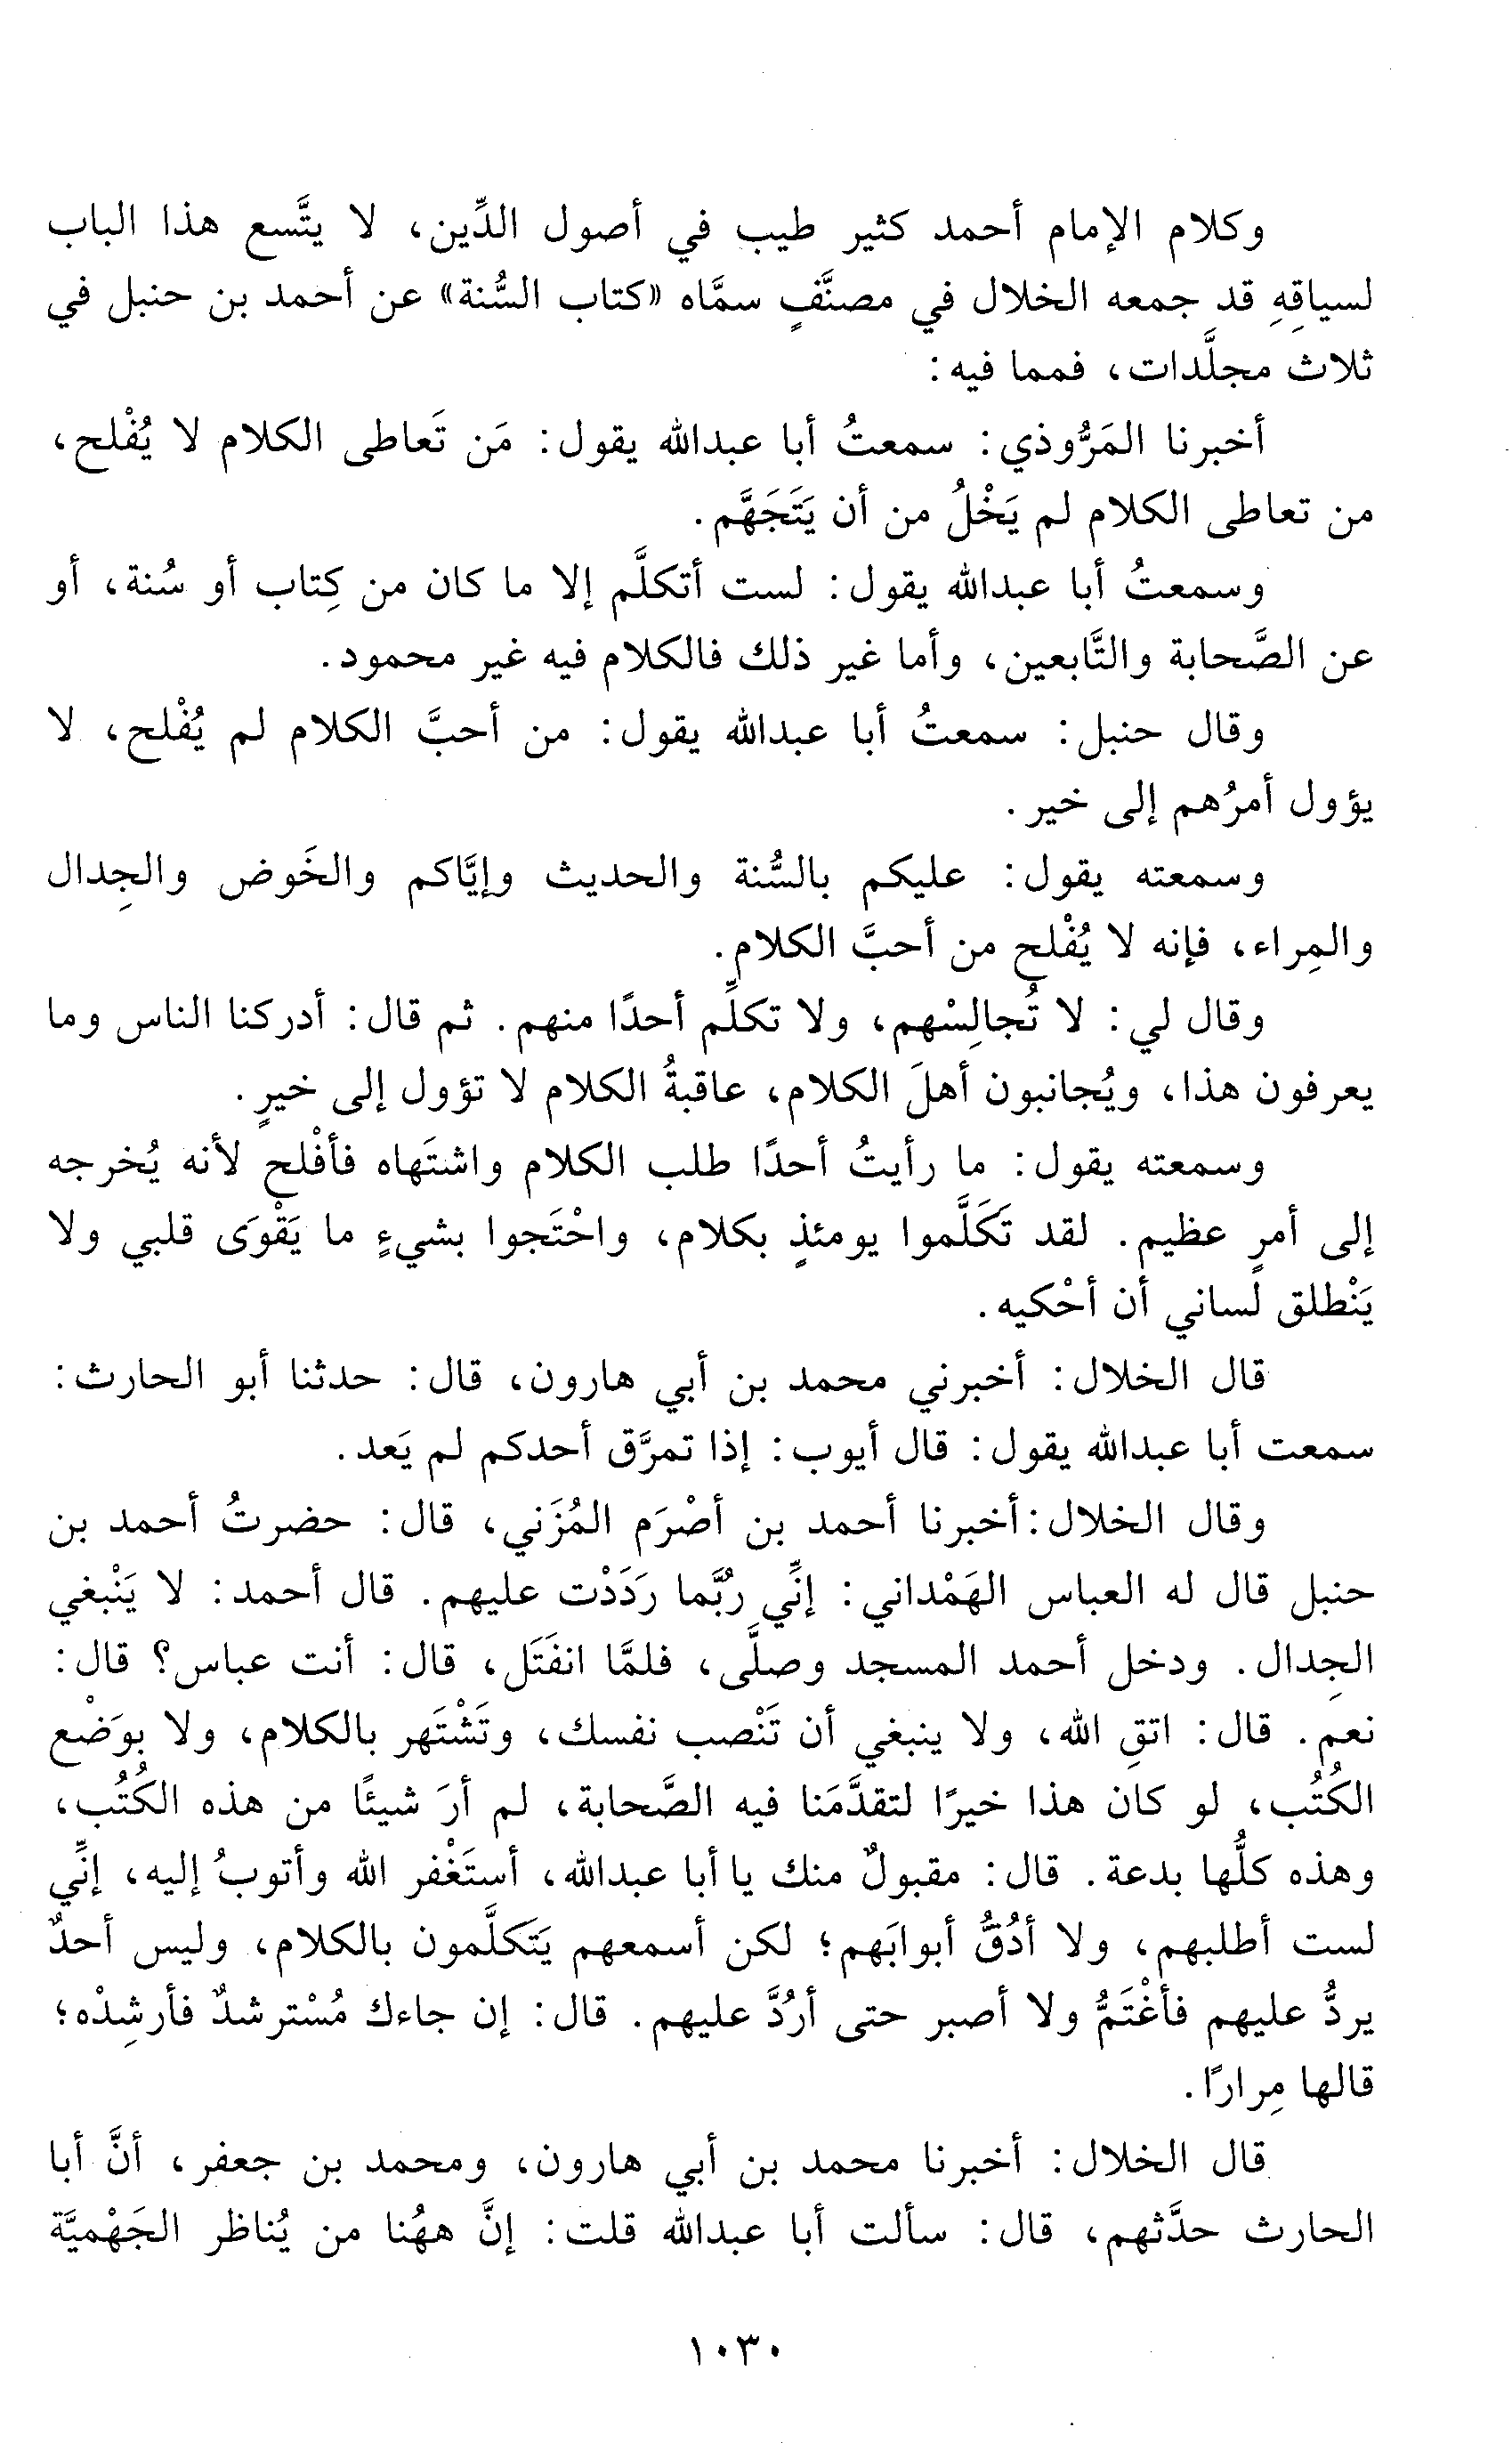 وكلام الإمام أحمد كثير طيب في أصول الدِّين، لا يتَّسع هذا الباب
لسياقِهِ قد جمعه الخلال في مصنَّفٍ سمَّاه «كتاب السُّنة» عن أحمد بن حنبل في
ثلاث مجلَّدات، فمما فيه:
أخبرنا المَرُّوذي: سمعتُ أبا عبدالله يقول: مَن تَعاطى الكلام لا يُفْلح،
من تعاطى الكلام لم يَخْلُ من أن يَتَجَهَّم.
وسمعتُ أبا عبدالله يقول: لست أتكلَّم إلا ما كان من كِتاب أو سُنة، أو
عن الصَّحابة والتَّابعين، وأما غير ذلك فالكلام فيه غير محمود.
وقال حنبل: سمعتُ أبا عبدالله يقول: من أحبَّ الكلام لم يُفْلح، لا
يؤول أمرُهم إلى خير.
وسمعته يقول: عليكم بالسُّنة والحديث وإيَّاكم والخَوض والجِدال
والمِراء، فإنه لا يُفْلح من أحبَّ الكلام.
وقال لي: لا تُجالِسْهم، ولا تكلِّم أحدًا منهم. ثم قال: أدركنا الناس وما
يعرفون هذا، ويُجانبون أهلَ الكلام، عاقبةُ الكلام لا تؤول إلى خيرٍ.
وسمعته يقول: ما رأيتُ أحدًا طلب الكلام واشتَهاه فأفْلح لأنه يُخرجه
إلى أمرٍ عظيم. لقد تَكَلَّموا يومئذٍ بكلام، واحْتَجوا بشيءٍ ما يَقْوَى قلبي ولا
يَنْطلق لساني أن أحْكيه.
قال الخلال: أخبرني محمد بن أبي هارون، قال: حدثنا أبو الحارث:
سمعت أبا عبدالله يقول: قال أيوب: إذا تمرَّق أحدكم لم يَعد.
وقال الخلال: أخبرنا أحمد بن أصْرَم المُزَني، قال: حضرتُ أحمد بن
حنبل قال له العباس الهَمْداني: إنِّي رُبَّما رَدَدْت عليهم. قال أحمد: لا يَنْبغي
الجِدال. ودخل أحمد المسجد وصلَّى، فلمَّا انفَتَل، قال: أنت عباس؟ قال:
نعم. قال: اتقِ الله، ولا ينبغي أن تَنْصب نفسك، وتَشْتَهر بالكلام، ولا بوَضْع
الكُتُب، لو كان هذا خيرًا لتقدَّمَنا فيه الصَّحابة، لم أرَ شيئًا من هذه الكُتُب،
وهذه كلُّها بدعة. قال: مقبولٌ منك يا أبا عبدالله، أستَغْفر الله وأتوبُ إليه، إنِّي
لست أطلبهم، ولا أدُقُّ أبوابَهم؛ لكن أسمعهم يَتَكلَّمون بالكلام، وليس أحدٌ
يردُّ عليهم فأغْتَمُّ ولا أصبر حتى أرُدَّ عليهم. قال: إن جاءك مُسْترشدٌ فأرشِدْه؛
قالها مِرارًا.
قال الخلال: أخبرنا محمد بن أبي هارون، ومحمد بن جعفر، أنَّ أبا
الحارث حدَّثهم، قال: سألت أبا عبدالله قلت: إنَّ ههُنا من يُناظر الجَهْميَّة
١٠٣٠